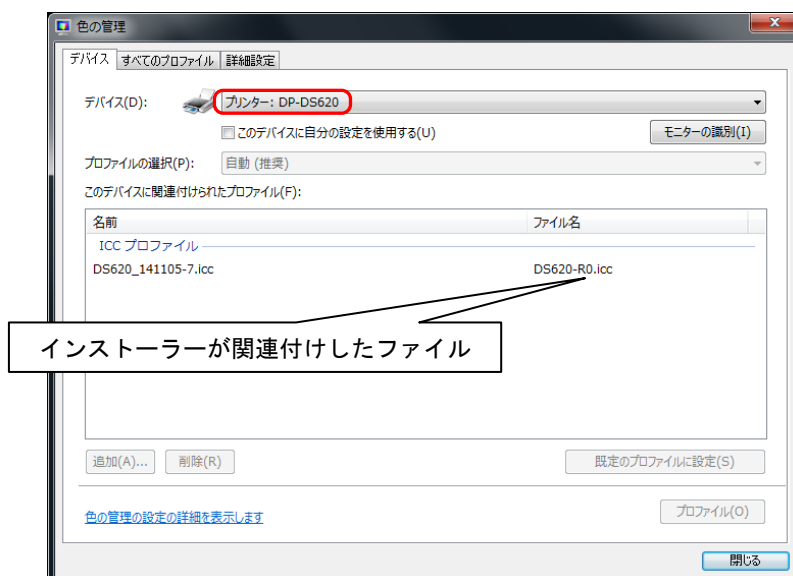 色の管理
デバイス すべてのプロファイル 詳細設定
デバイス(D): プリンター: DP-DS620
このデバイスに自分の設定を使用する(U) モニターの識別(I)
プロファイルの選択(P): 自動 (推奨)
このデバイスに関連付けられたプロファイル(F):
名前 ファイル名
ICC プロファイル
DS620_141105-7.icc DS620-R0.icc
インストーラーが関連付けしたファイル
追加(A)... 削除(R) 既定のプロファイルに設定(S)
色の管理の設定の詳細を表示します プロファイル(O)
閉じる